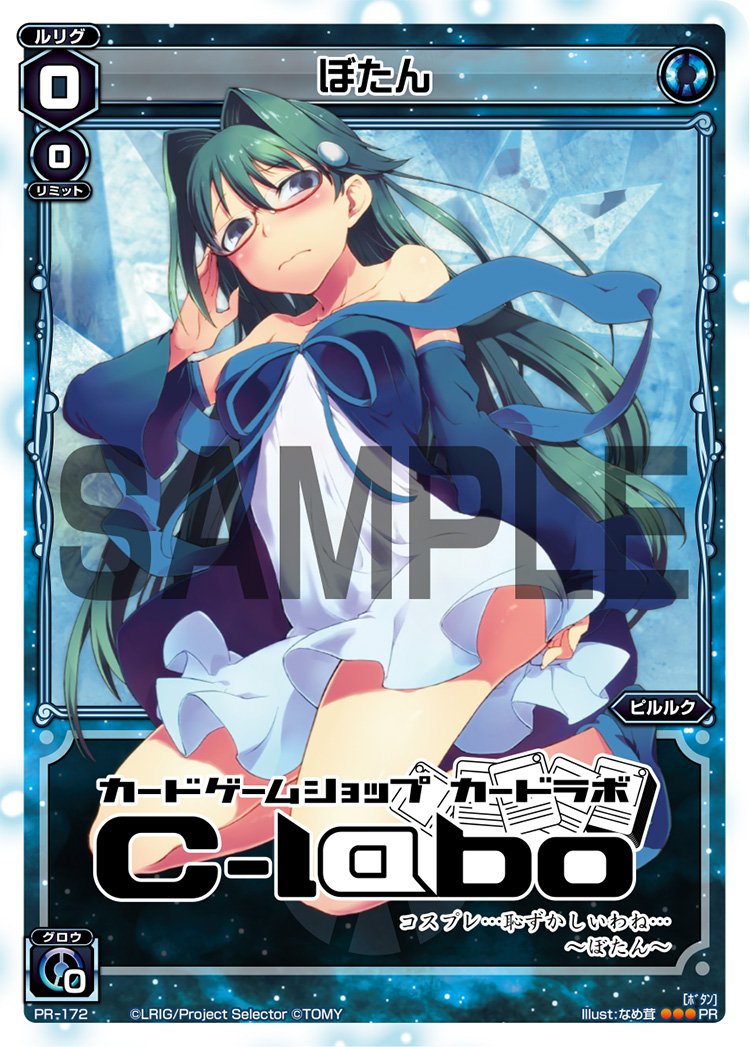 ルリグ
0
ぼたん
0
リミット
SAMPLE
ピルルク
カードゲームショップ カードラボ
C-labo
コスプレ…恥ずかしいわね…
～ぼたん～
グロウ
0
[ﾎﾞﾀﾝ]
PR-172 ©LRIG/Project Selector ©TOMY Illust:なめ茸 PR